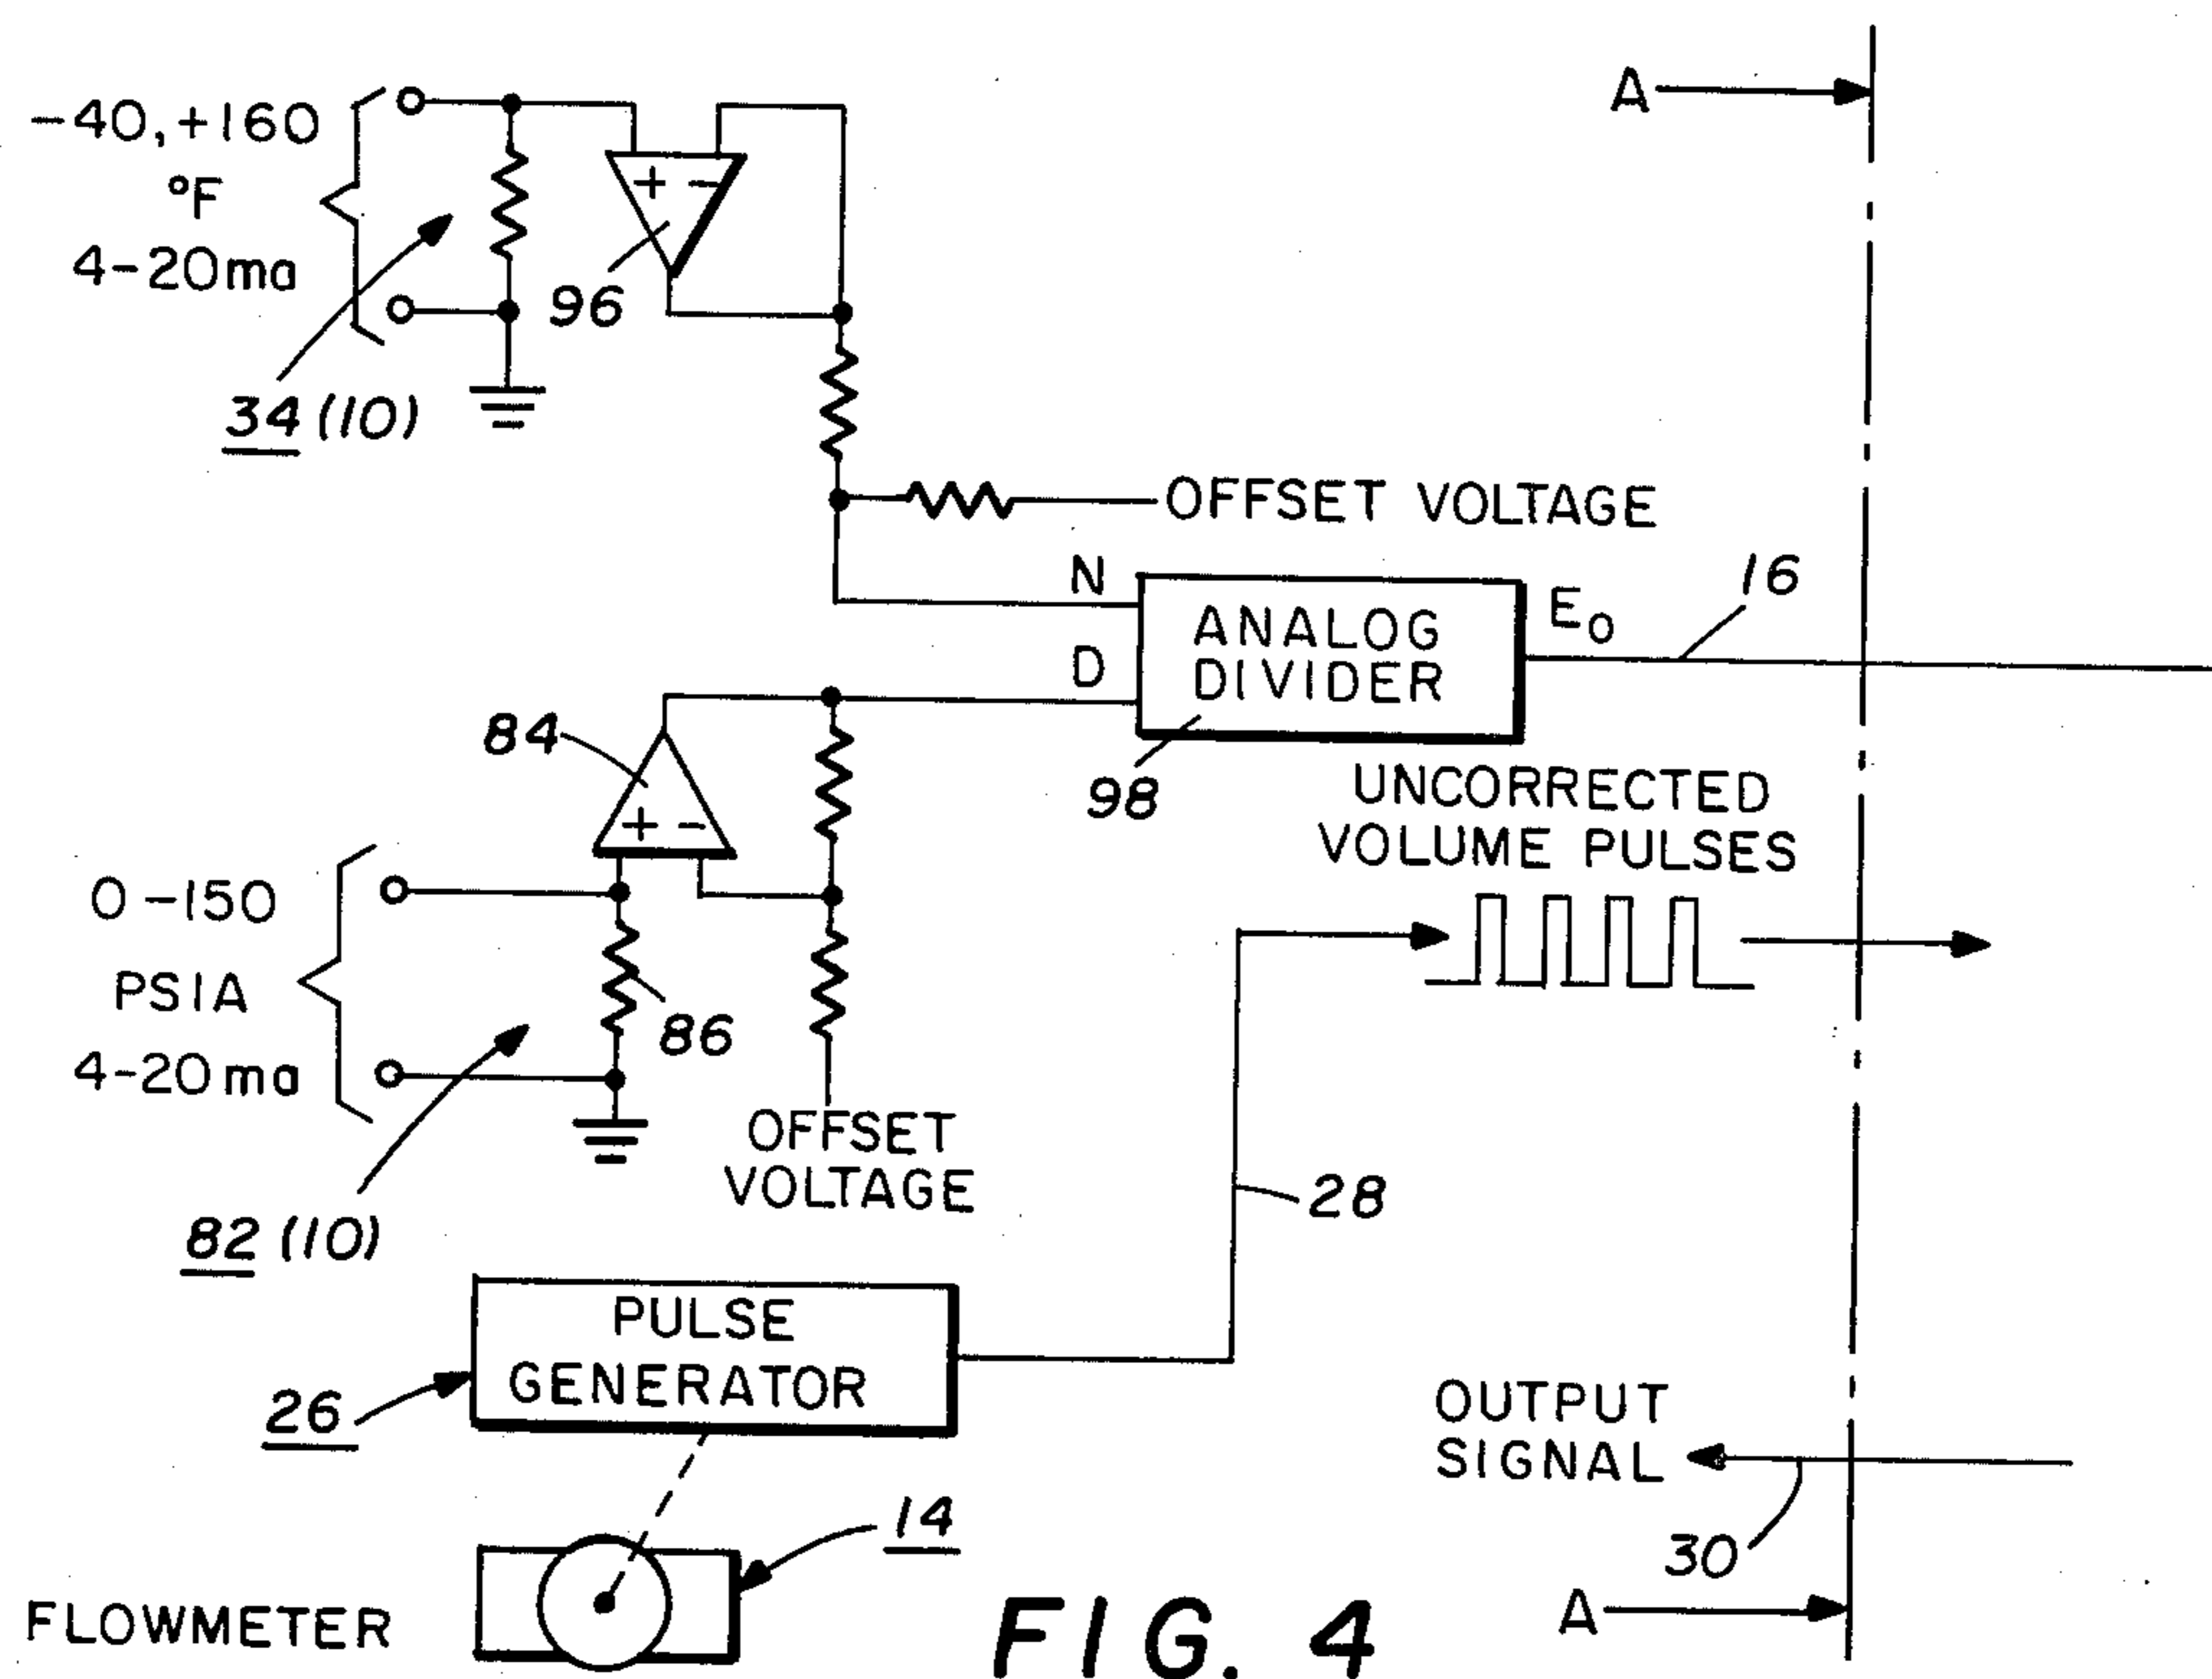 A
-40,+160
°F
4-20ma
96
34 (10)
+ -
OFFSET VOLTAGE
N
D
ANALOG
DIVIDER
E0
16
98
84
+ -
UNCORRECTED
VOLUME PULSES
0-150
PSIA
4-20ma
86
OFFSET
VOLTAGE
82 (10)
28
PULSE
GENERATOR
26
OUTPUT
SIGNAL
30
14
FLOWMETER
A
FIG. 4